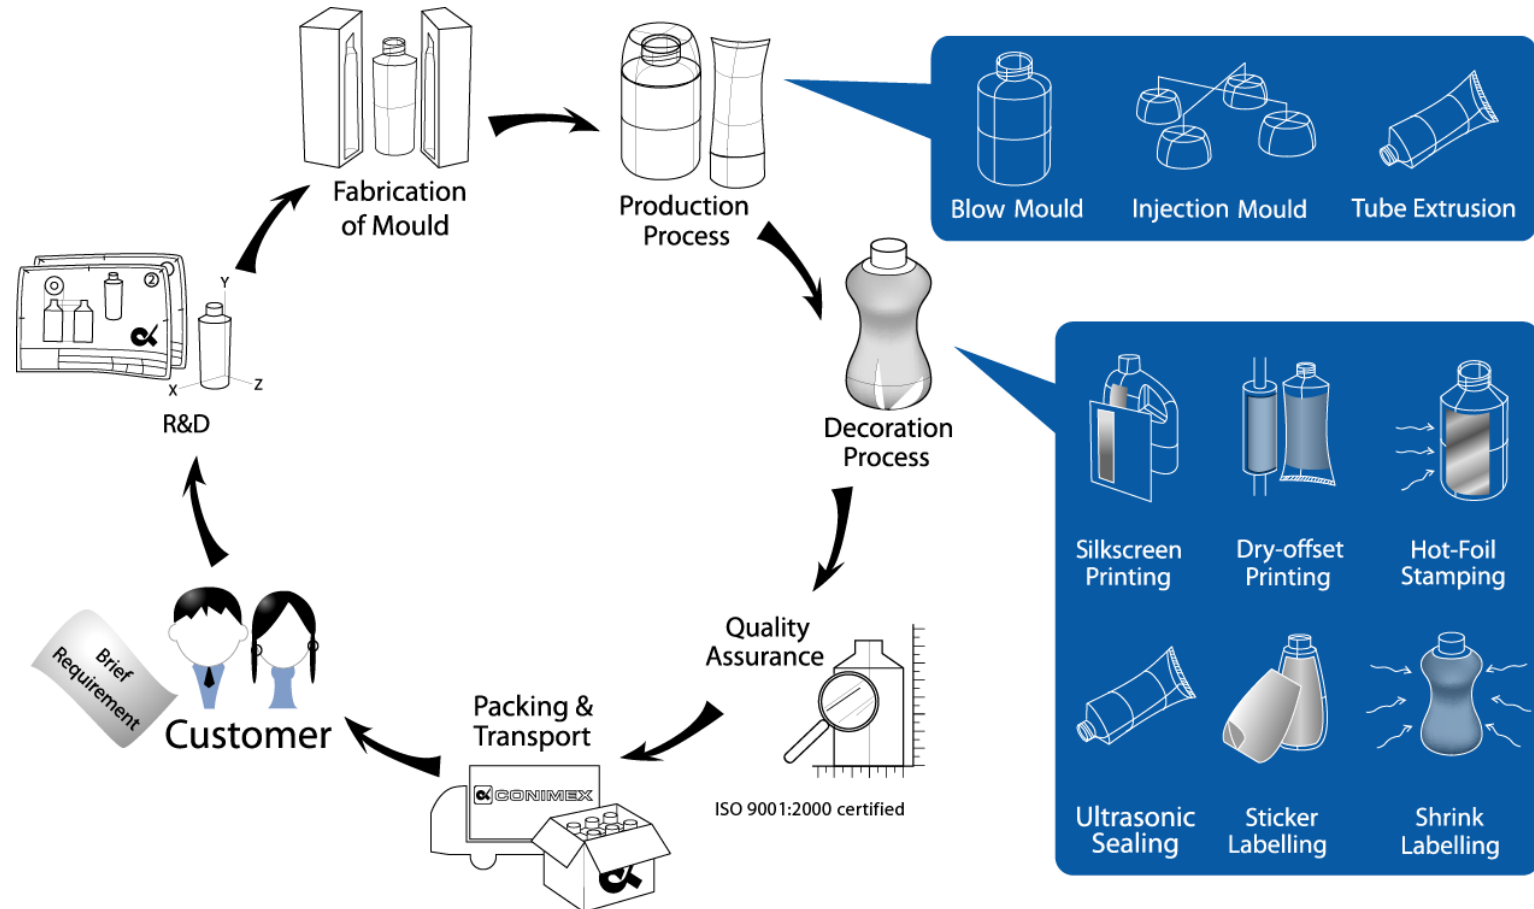 Fabrication
of Mould
Production
Process
Blow Mould
Injection Mould
Tube Extrusion
2
Y
X
Z
R&D
Decoration
Process
Silkscreen
Printing
Dry-offset
Printing
Hot-Foil
Stamping
Ultrasonic
Sealing
Sticker
Labelling
Shrink
Labelling
Quality
Assurance
ISO 9001:2000 certified
Packing &
Transport
CONIMEX
Brief
Requirement
Customer